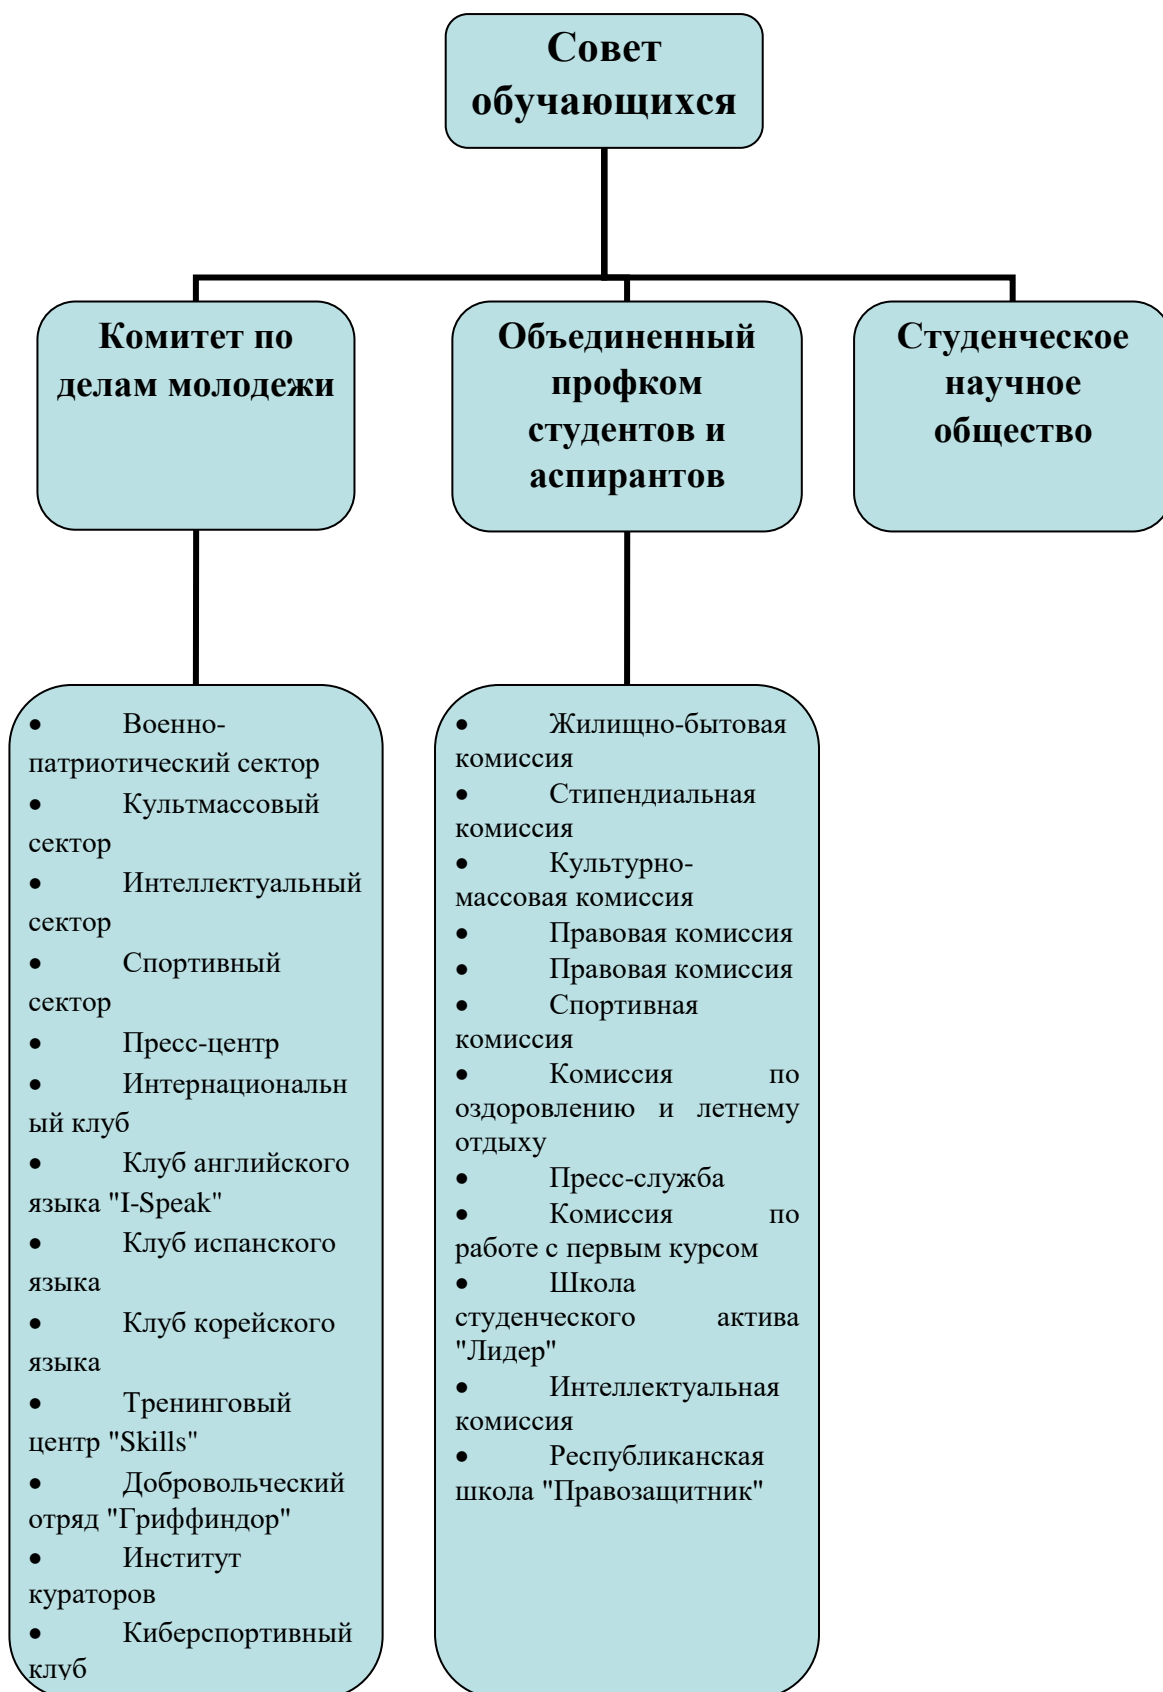 Совет
обучающихся
Комитет по
делам молодежи
Объединенный
профком
студентов и
аспирантов
Студенческое
научное
общество
• Военно-
патриотический сектор
• Культмассовый
сектор
• Интеллектуальный
сектор
• Спортивный
сектор
• Пресс-центр
• Интернациональн
ый клуб
• Клуб английского
языка "I-Speak"
• Клуб испанского
языка
• Клуб корейского
языка
• Тренинговый
центр "Skills"
• Добровольческий
отряд "Гриффиндор"
• Институт
кураторов
• Киберспортивный
клуб
• Жилищно-бытовая
комиссия
• Стипендиальная
комиссия
• Культурно-
массовая комиссия
• Правовая комиссия
• Правовая комиссия
• Спортивная
комиссия
• Комиссия по
оздоровлению и летнему
отдыху
• Пресс-служба
• Комиссия по
работе с первым курсом
• Школа
студенческого актива
"Лидер"
• Интеллектуальная
комиссия
• Республиканская
школа "Правозащитник"